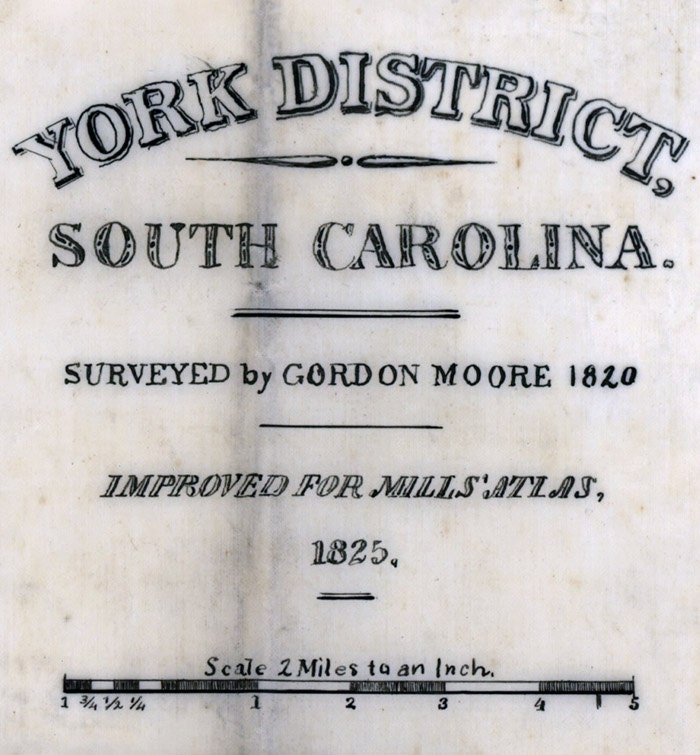 YORK DISTRICT,
SOUTH CAROLINA.
SURVEYED by GORDON MOORE 1820
IMPROVED FOR MILLS' ATLAS,
1825.
Scale 2 Miles to an Inch.
1 ¾ ½ ¼ 1 2 3 4 5